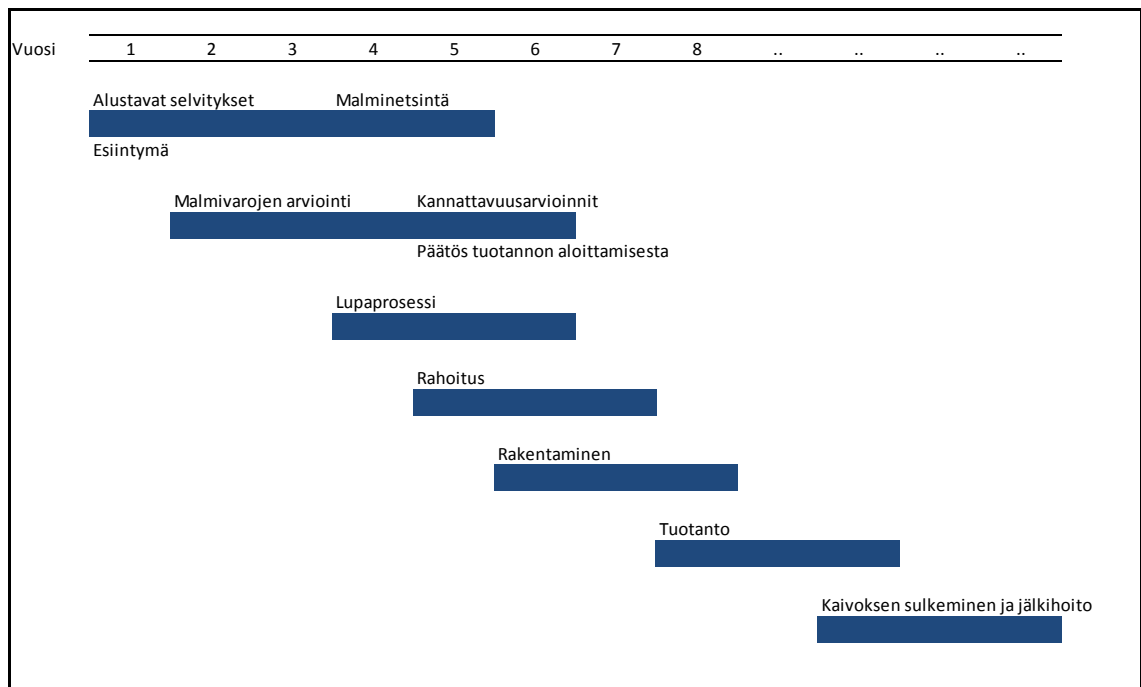 Vuosi 1 2 3 4 5 6 7 8 .. .. .. ..
Alustavat selvitykset Malminetsintä
Esiintymä
Malmivarojen arviointi Kannattavuusarvioinnit
Päätös tuotannon aloittamisesta
Lupaprosessi
Rahoitus
Rakentaminen
Tuotanto
Kaivoksen sulkeminen ja jälkihoito